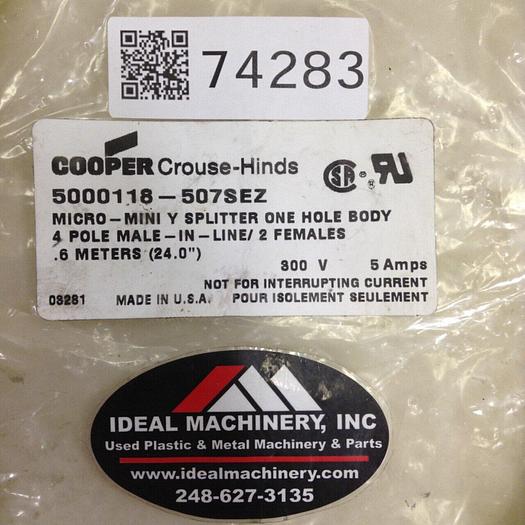 74283
COOPER Crouse-Hinds
5000118-507SEZ
MICRO-MINI Y SPLITTER ONE HOLE BODY
4 POLE MALE-IN-LINE/ 2 FEMALES
.6 METERS (24.0")
300 V 5 Amps
NOT FOR INTERRUPTING CURRENT
03281 MADE IN U.S.A. POUR ISOLEMENT SEULEMENT
IDEAL MACHINERY, INC
Used Plastic & Metal Machinery & Parts
www.idealmachinery.com
248-627-3135